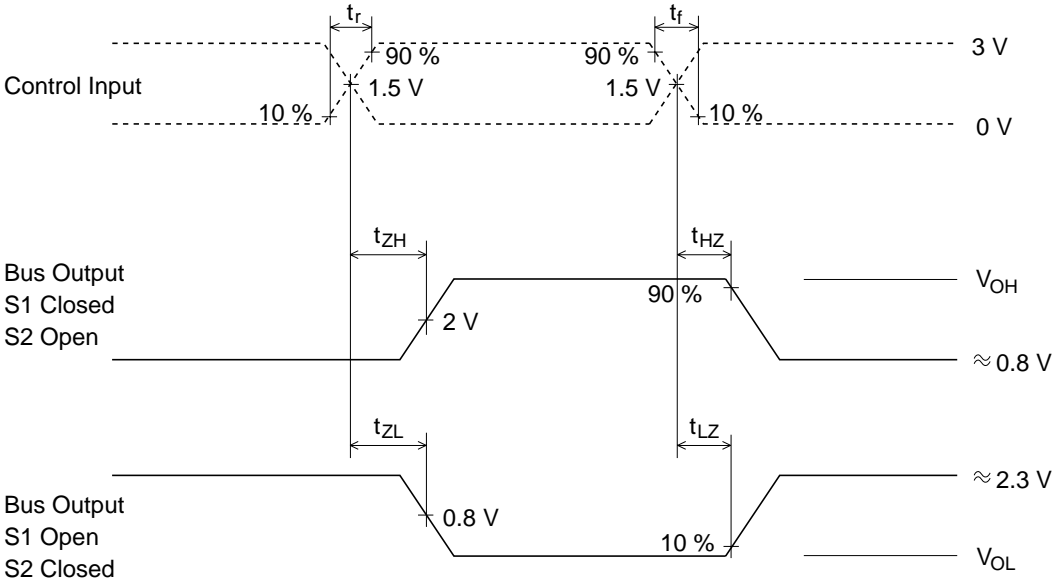 tr
tf
90 %
90 %
3 V
Control Input
1.5 V
1.5 V
10 %
10 %
0 V
tZH
tHZ
Bus Output
S1 Closed
S2 Open
VOH
90 %
2 V
≈ 0.8 V
tZL
tLZ
≈ 2.3 V
Bus Output
S1 Open
S2 Closed
0.8 V
10 %
VOL